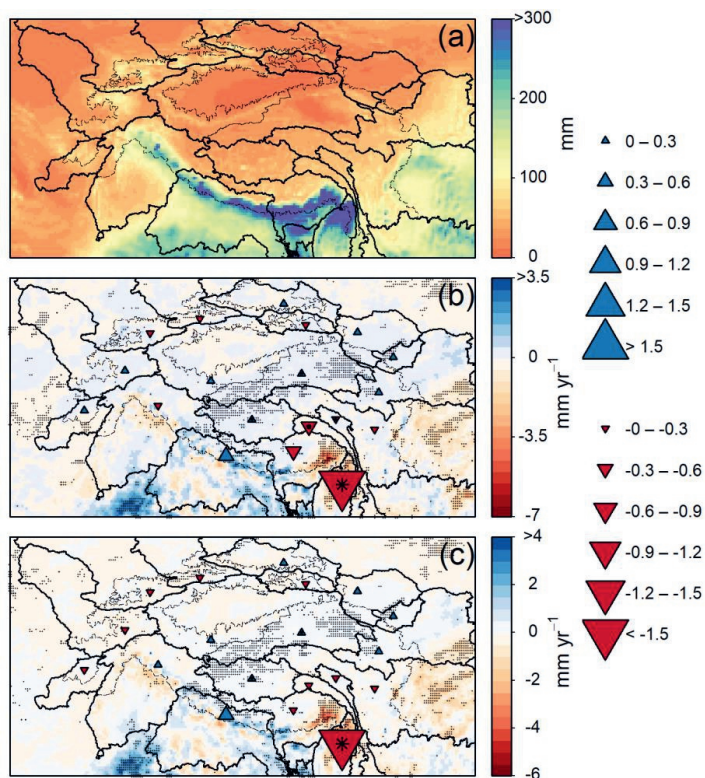 (a)
>300
200
100
0
mm
(b)
>3.5
0
-3.5
-7
mm yr⁻¹
(c)
>4
2
0
-2
-4
-6
mm yr⁻¹
0 – 0.3
0.3 – 0.6
0.6 – 0.9
0.9 – 1.2
1.2 – 1.5
> 1.5
-0 – -0.3
-0.3 – -0.6
-0.6 – -0.9
-0.9 – -1.2
-1.2 – -1.5
< -1.5